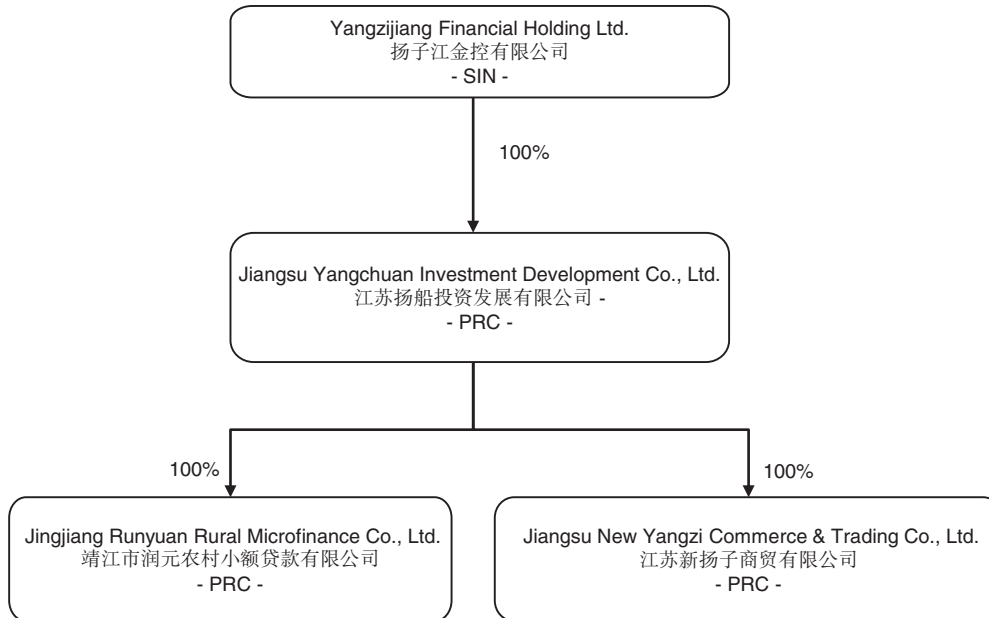 Yangzijiang Financial Holding Ltd.
扬子江金控有限公司
- SIN -
100%
Jiangsu Yangchuan Investment Development Co., Ltd.
江苏扬船投资发展有限公司 -
- PRC -
100%
100%
Jingjiang Runyuan Rural Microfinance Co., Ltd.
靖江市润元农村小额贷款有限公司
- PRC -
Jiangsu New Yangzi Commerce & Trading Co., Ltd.
江苏新扬子商贸有限公司
- PRC -